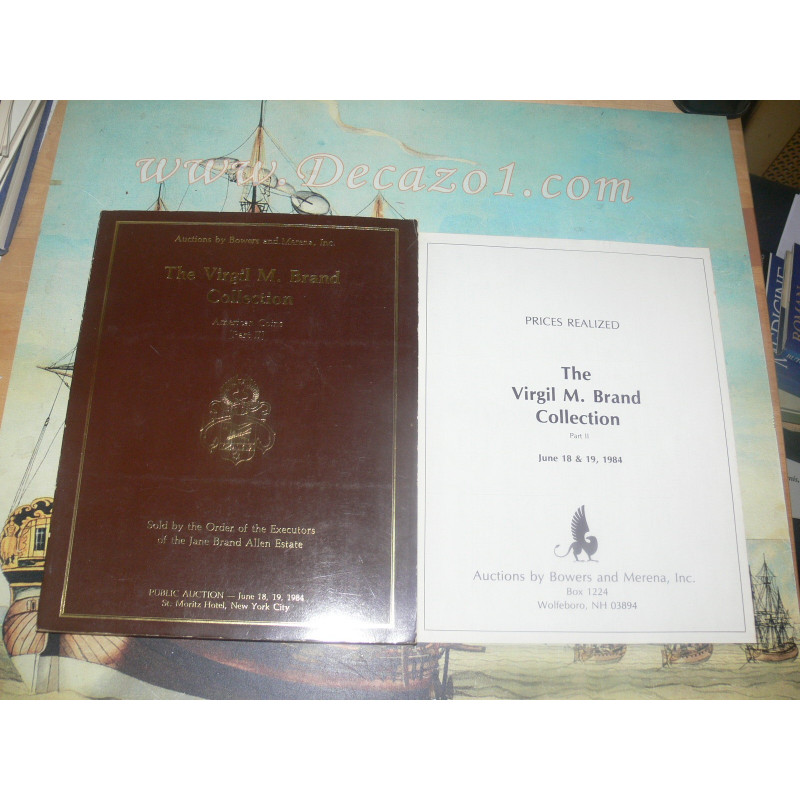 www.Decazo1.com
Auctions by Bowers and Merena, Inc.
The Virgil M. Brand
Collection
American Coins
Part II
Sold by the Order of the Executors
of the Jane Brand Allen Estate
PUBLIC AUCTION — June 18, 19, 1984
St. Moritz Hotel, New York City
PRICES REALIZED
The
Virgil M. Brand
Collection
Part II
June 18 & 19, 1984
Auctions by Bowers and Merena, Inc.
Box 1224
Wolfeboro, NH 03894
MEDICINE
ROMAN